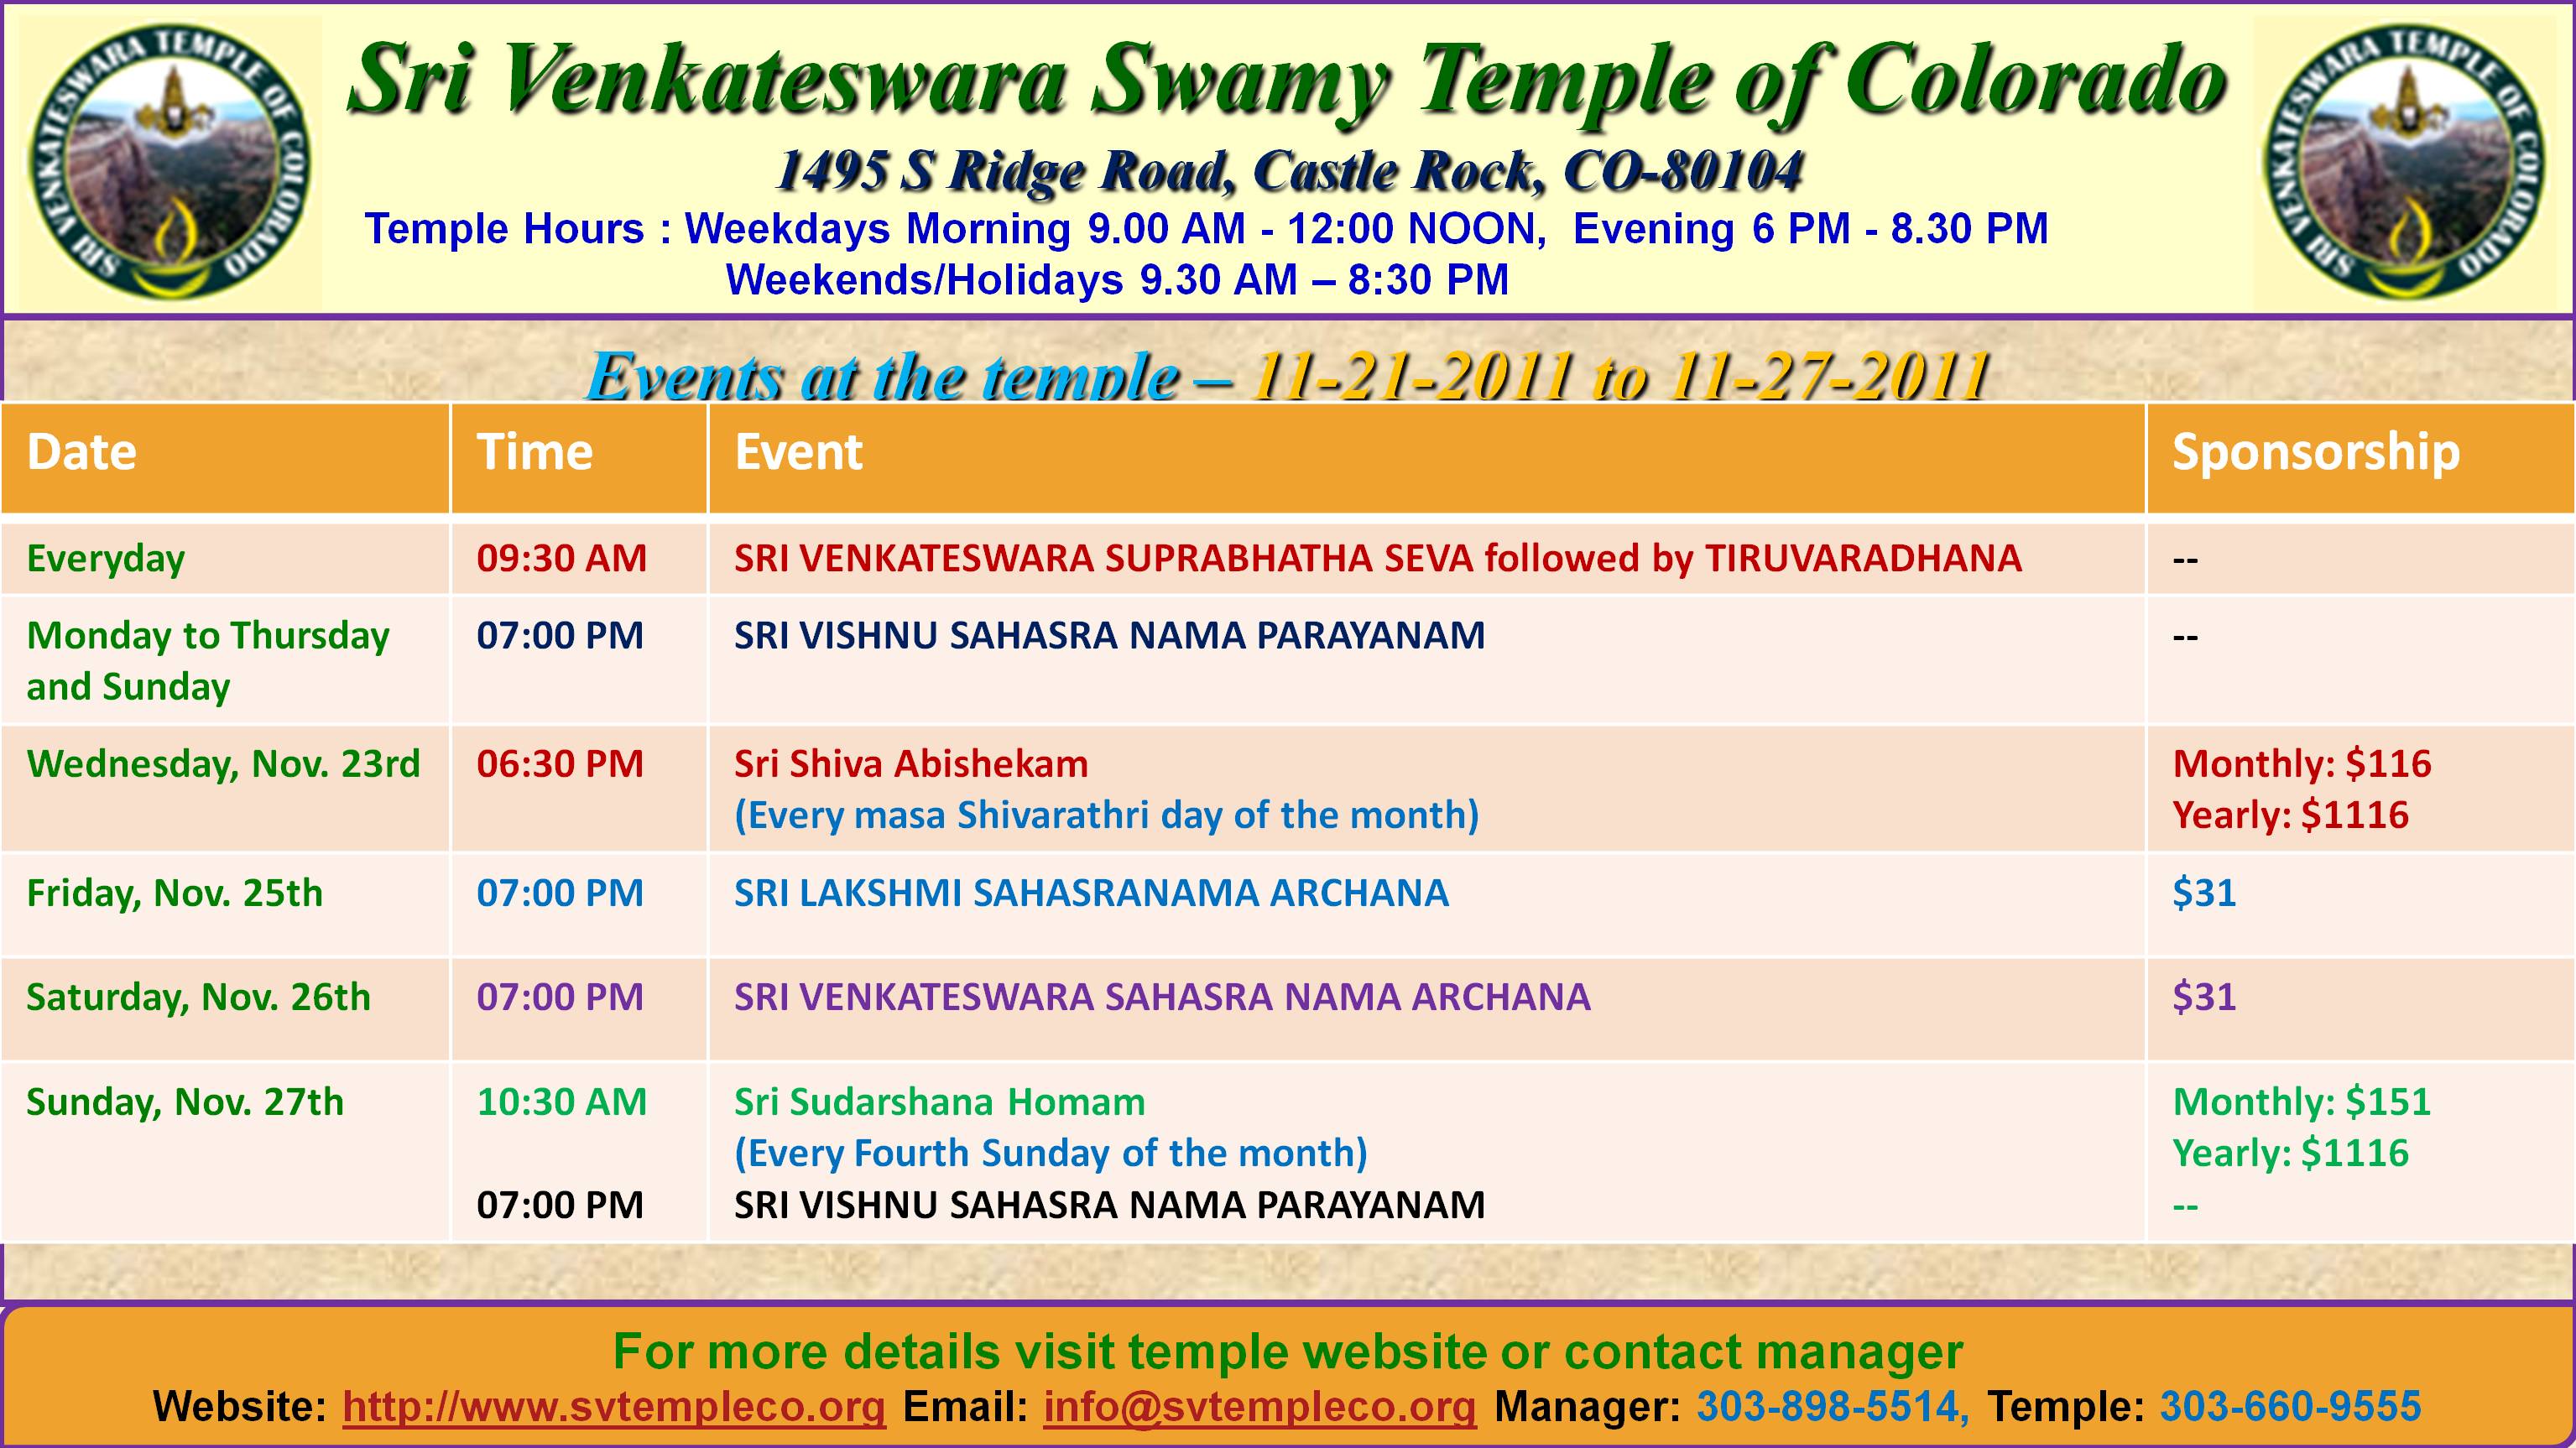 SRI VENKATESWARA TEMPLE OF COLORADO
Sri Venkateswara Swamy Temple of Colorado
SRI VENKATESWARA TEMPLE OF COLORADO
1495 S Ridge Road, Castle Rock, CO-80104
Temple Hours : Weekdays Morning 9.00 AM - 12:00 NOON, Evening 6 PM - 8.30 PM
Weekends/Holidays 9.30 AM – 8:30 PM
Events at the temple – 11-21-2011 to 11-27-2011
Date Time Event Sponsorship
Everyday 09:30 AM SRI VENKATESWARA SUPRABHATHA SEVA followed by TIRUVARADHANA --
Monday to Thursday 07:00 PM SRI VISHNU SAHASRA NAMA PARAYANAM --
and Sunday
Wednesday, Nov. 23rd 06:30 PM Sri Shiva Abishekam Monthly: $116
(Every masa Shivarathri day of the month) Yearly: $1116
Friday, Nov. 25th 07:00 PM SRI LAKSHMI SAHASRANAMA ARCHANA $31
Saturday, Nov. 26th 07:00 PM SRI VENKATESWARA SAHASRA NAMA ARCHANA $31
Sunday, Nov. 27th 10:30 AM Sri Sudarshana Homam Monthly: $151
(Every Fourth Sunday of the month) Yearly: $1116
07:00 PM SRI VISHNU SAHASRA NAMA PARAYANAM --
For more details visit temple website or contact manager
Website: http://www.svtempleco.org Email: info@svtempleco.org Manager: 303-898-5514, Temple: 303-660-9555